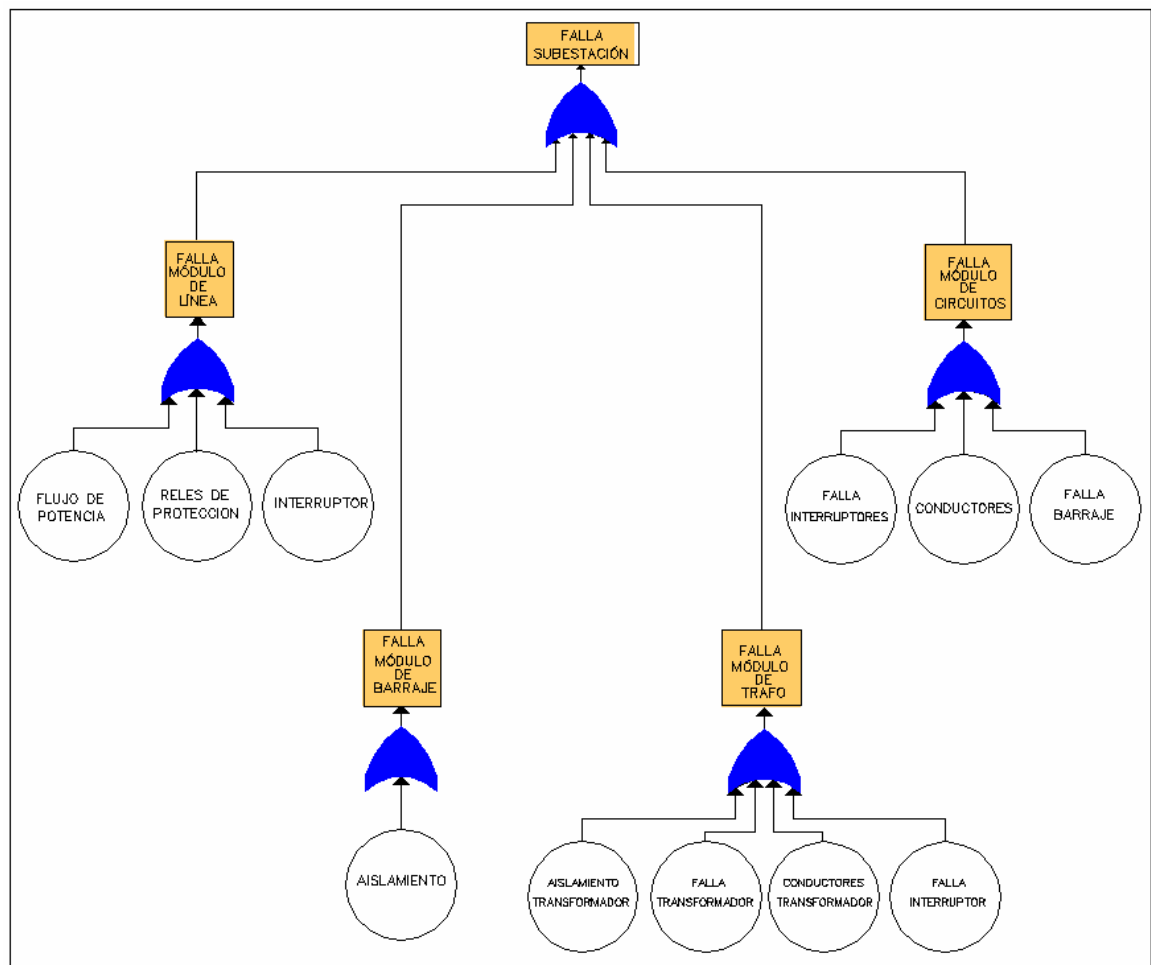 FALLA
SUBESTACIÓN
FALLA
MÓDULO
DE
LÍNEA
FALLA
MÓDULO
DE
CIRCUITOS
FLUJO DE
POTENCIA
RELES DE
PROTECCION
INTERRUPTOR
FALLA
INTERRUPTORES
CONDUCTORES
FALLA
BARRAJE
FALLA
MÓDULO
DE
BARRAJE
FALLA
MÓDULO
DE
TRAFO
AISLAMIENTO
AISLAMIENTO
TRANSFORMADOR
FALLA
TRANSFORMADOR
CONDUCTORES
TRANSFORMADOR
FALLA
INTERRUPTOR